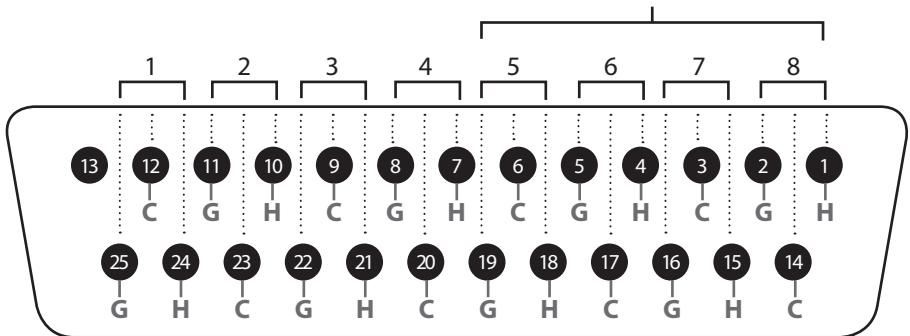 1 2 3 4 5 6 7 8
13 12 11 10 9 8 7 6 5 4 3 2 1
C G H C G H C G H C G H
25 24 23 22 21 20 19 18 17 16 15 14
G H C G H C G H C G H C